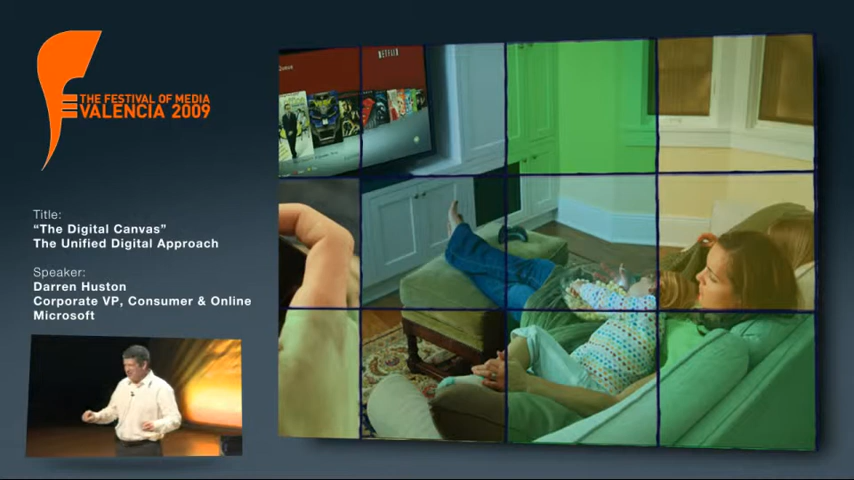 THE FESTIVAL OF MEDIA
VALENCIA 2009
Title:
“The Digital Canvas”
The Unified Digital Approach
Speaker:
Darren Huston
Corporate VP, Consumer & Online
Microsoft
NETFLIX